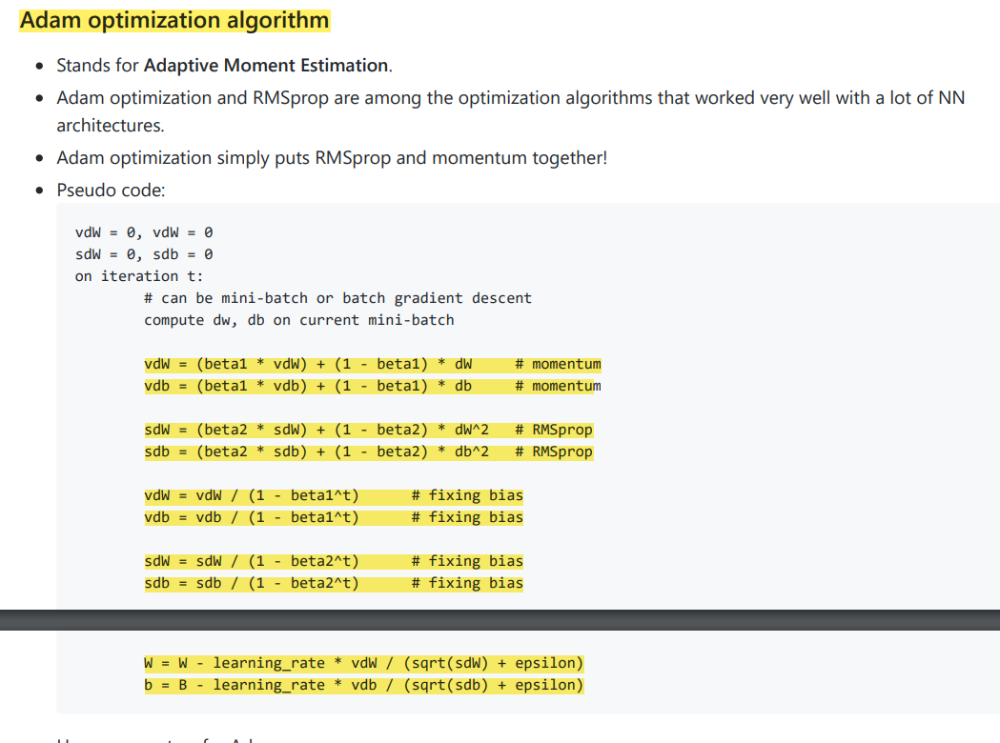 Adam optimization algorithm
• Stands for Adaptive Moment Estimation.
• Adam optimization and RMSprop are among the optimization algorithms that worked very well with a lot of NN
architectures.
• Adam optimization simply puts RMSprop and momentum together!
• Pseudo code:
vdW = 0, vdW = 0
sdW = 0, sdb = 0
on iteration t:
# can be mini-batch or batch gradient descent
compute dw, db on current mini-batch
vdW = (beta1 * vdW) + (1 - beta1) * dW # momentum
vdb = (beta1 * vdb) + (1 - beta1) * db # momentum
sdW = (beta2 * sdW) + (1 - beta2) * dW^2 # RMSprop
sdb = (beta2 * sdb) + (1 - beta2) * db^2 # RMSprop
vdW = vdW / (1 - beta1^t) # fixing bias
vdb = vdb / (1 - beta1^t) # fixing bias
sdW = sdW / (1 - beta2^t) # fixing bias
sdb = sdb / (1 - beta2^t) # fixing bias
W = W - learning_rate * vdW / (sqrt(sdW) + epsilon)
b = B - learning_rate * vdb / (sqrt(sdb) + epsilon)